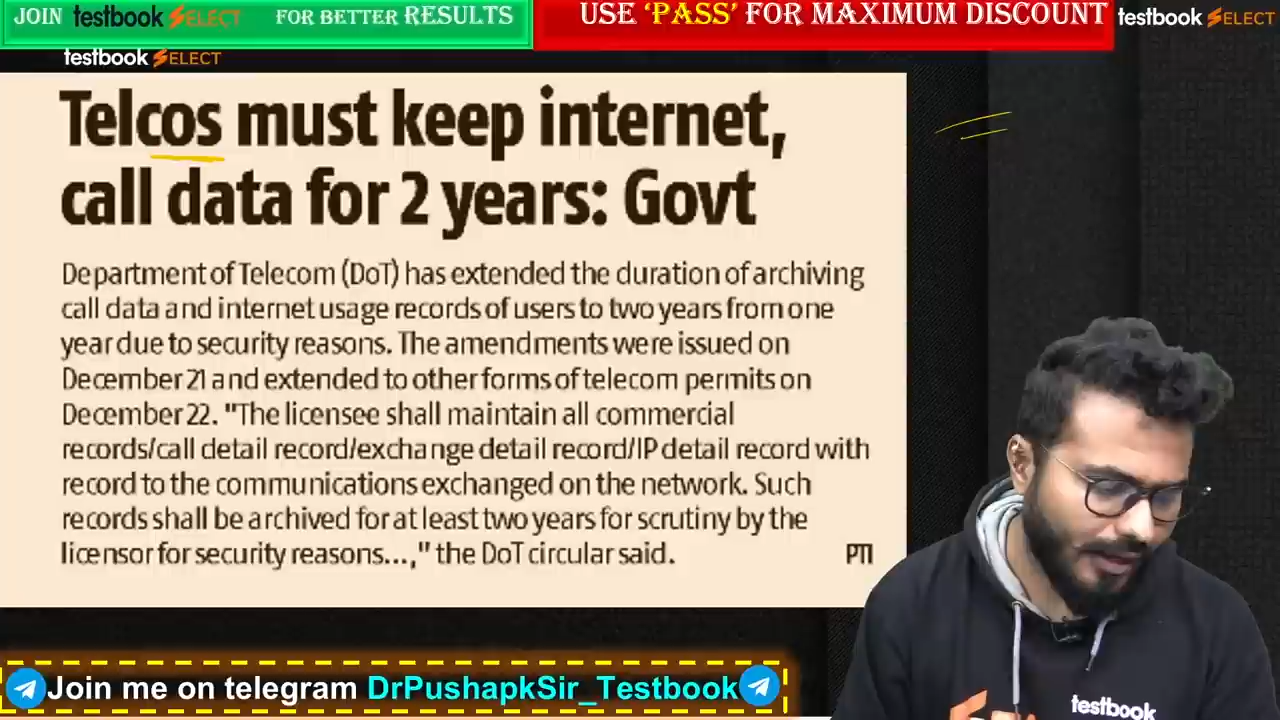 JOIN testbook SELECT FOR BETTER RESULTS
USE ‘PASS’ FOR MAXIMUM DISCOUNT testbook SELECT
testbook SELECT
Telcos must keep internet,
call data for 2 years: Govt
Department of Telecom (DoT) has extended the duration of archiving
call data and internet usage records of users to two years from one
year due to security reasons. The amendments were issued on
December 21 and extended to other forms of telecom permits on
December 22. "The licensee shall maintain all commercial
records/call detail record/exchange detail record/IP detail record with
record to the communications exchanged on the network. Such
records shall be archived for at least two years for scrutiny by the
licensor for security reasons...," the DoT circular said. PTI
Join me on telegram DrPushapkSir_Testbook
testbook